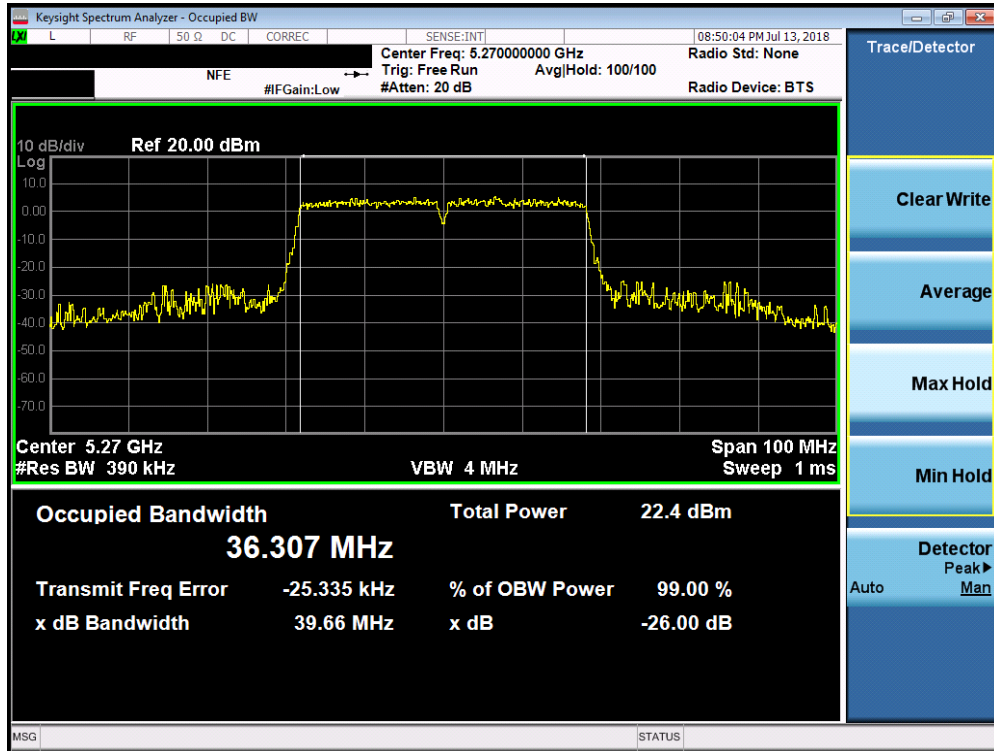 Keysight Spectrum Analyzer - Occupied BW
LXI L RF 50 Ω DC CORREC SENSE:INT 08:50:04 PM Jul 13, 2018
Center Freq: 5.270000000 GHz Radio Std: None
NFE Trig: Free Run Avg|Hold: 100/100
#IFGain:Low #Atten: 20 dB Radio Device: BTS
10 dB/div Ref 20.00 dBm
Log
10.0
0.00
-10.0
-20.0
-30.0
-40.0
-50.0
-60.0
-70.0
Center 5.27 GHz Span 100 MHz
#Res BW 390 kHz VBW 4 MHz Sweep 1 ms
Occupied Bandwidth Total Power 22.4 dBm
36.307 MHz
Transmit Freq Error -25.335 kHz % of OBW Power 99.00 %
x dB Bandwidth 39.66 MHz x dB -26.00 dB
Trace/Detector
Clear Write
Average
Max Hold
Min Hold
Detector
Peak▶
Auto Man
MSG STATUS